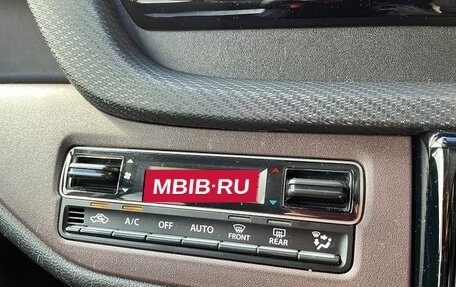 MBIB·RU
A/C OFF AUTO FRONT REAR